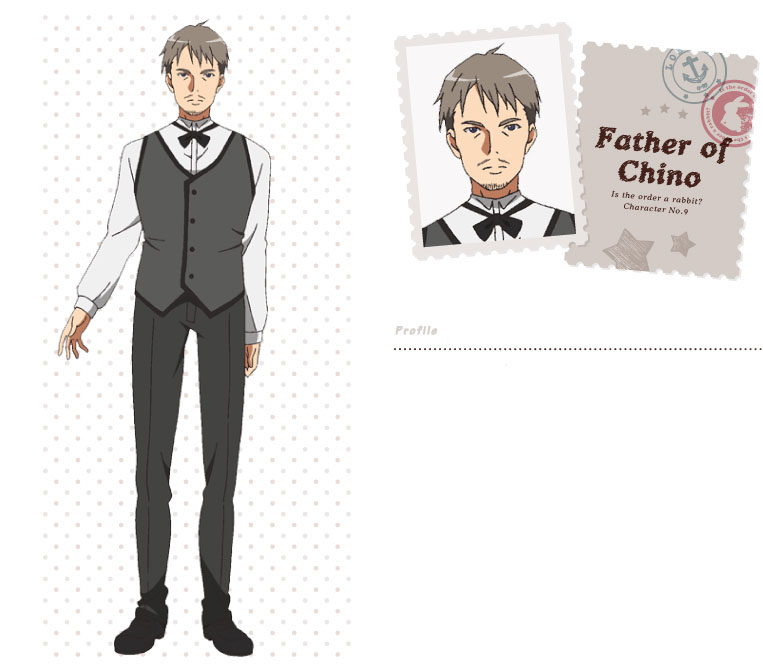 Father of
Chino
Is the order a rabbit?
Character No.9
Profile